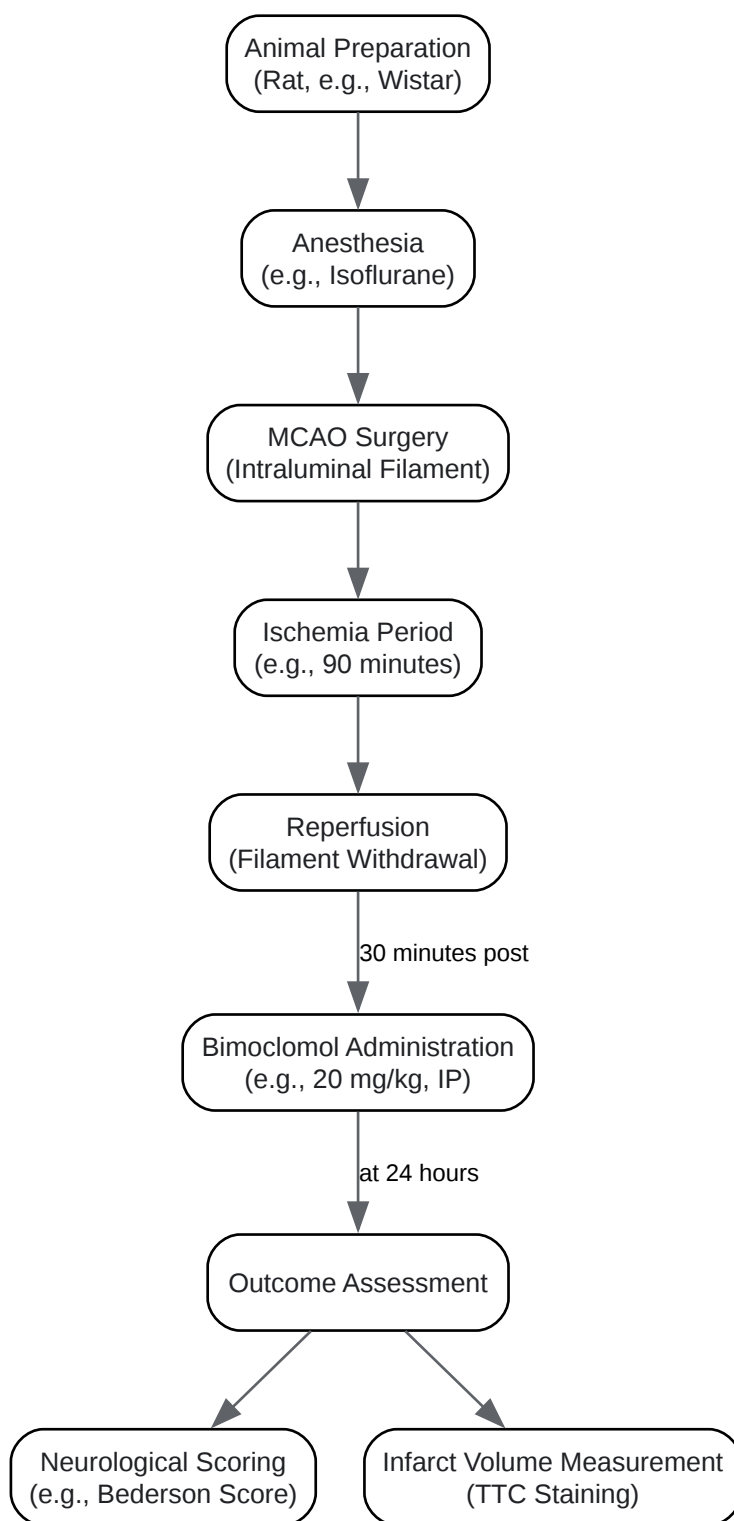 Animal Preparation
(Rat, e.g., Wistar)
Anesthesia
(e.g., Isoflurane)
MCAO Surgery
(Intraluminal Filament)
Ischemia Period
(e.g., 90 minutes)
Reperfusion
(Filament Withdrawal)
30 minutes post
Bimoclomol Administration
(e.g., 20 mg/kg, IP)
at 24 hours
Outcome Assessment
Neurological Scoring
(e.g., Bederson Score)
Infarct Volume Measurement
(TTC Staining)